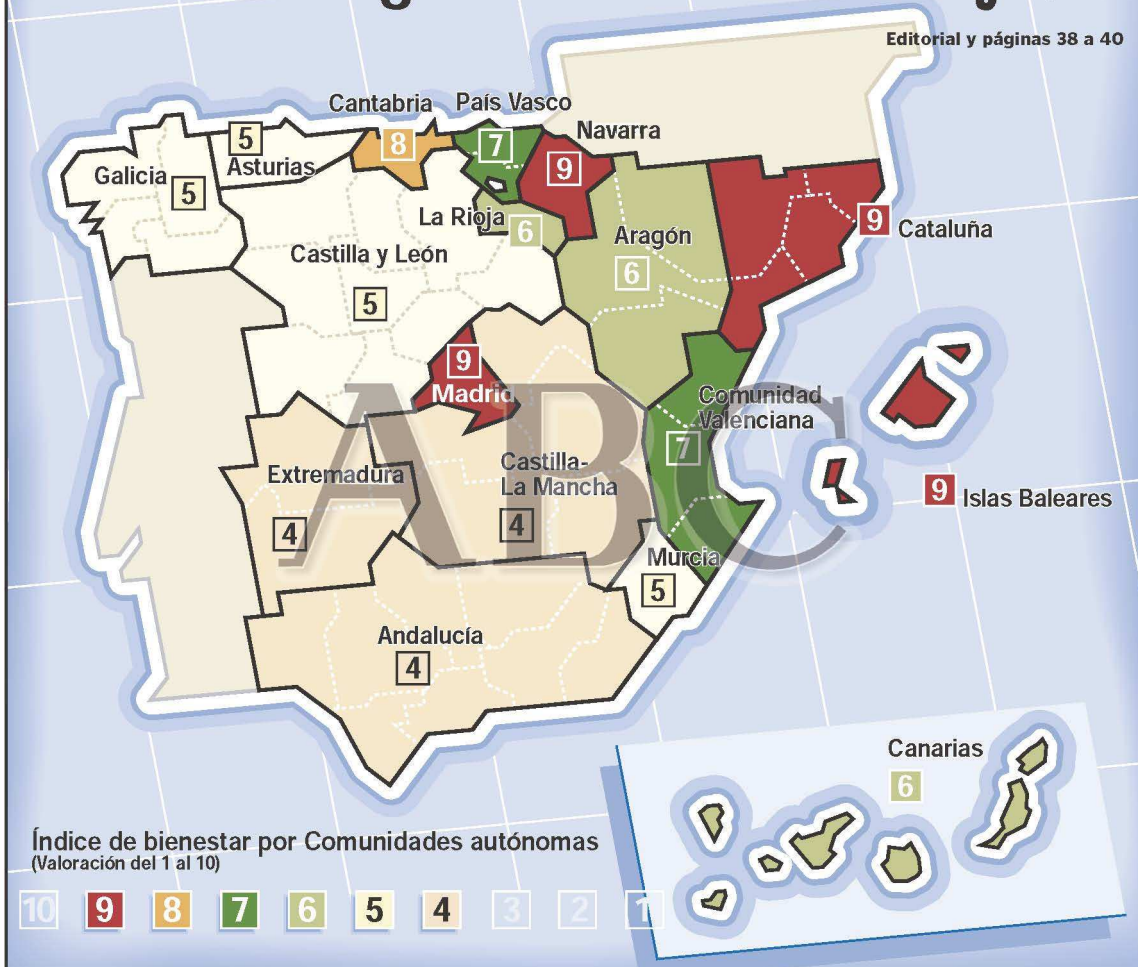 Editorial y páginas 38 a 40
Cantabria
País Vasco
Navarra
5
8
7
9
Asturias
Galicia
5
La Rioja
6
9
Cataluña
Aragón
6
Castilla y León
5
9
Madrid
Comunidad
Valenciana
7
ABC
Extremadura
4
Castilla-
La Mancha
4
9
Islas Baleares
Murcia
5
Andalucía
4
Canarias
6
Índice de bienestar por Comunidades autónomas
(Valoración del 1 al 10)
10 9 8 7 6 5 4 3 2 1